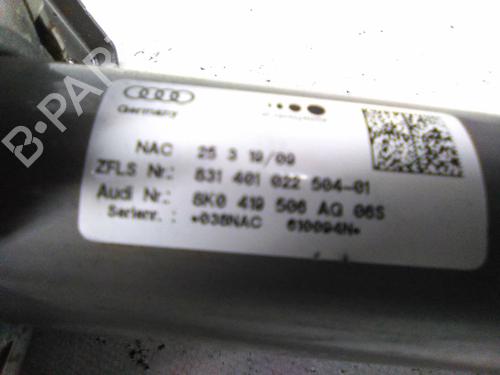 Germany
NAC 25 3 19/09
ZFLS Nr.: 831 401 022 504-01
Audi Nr.: 8K0 419 506 AG 06S
Serienr.: *038NAC 610094N*
B-PARTS